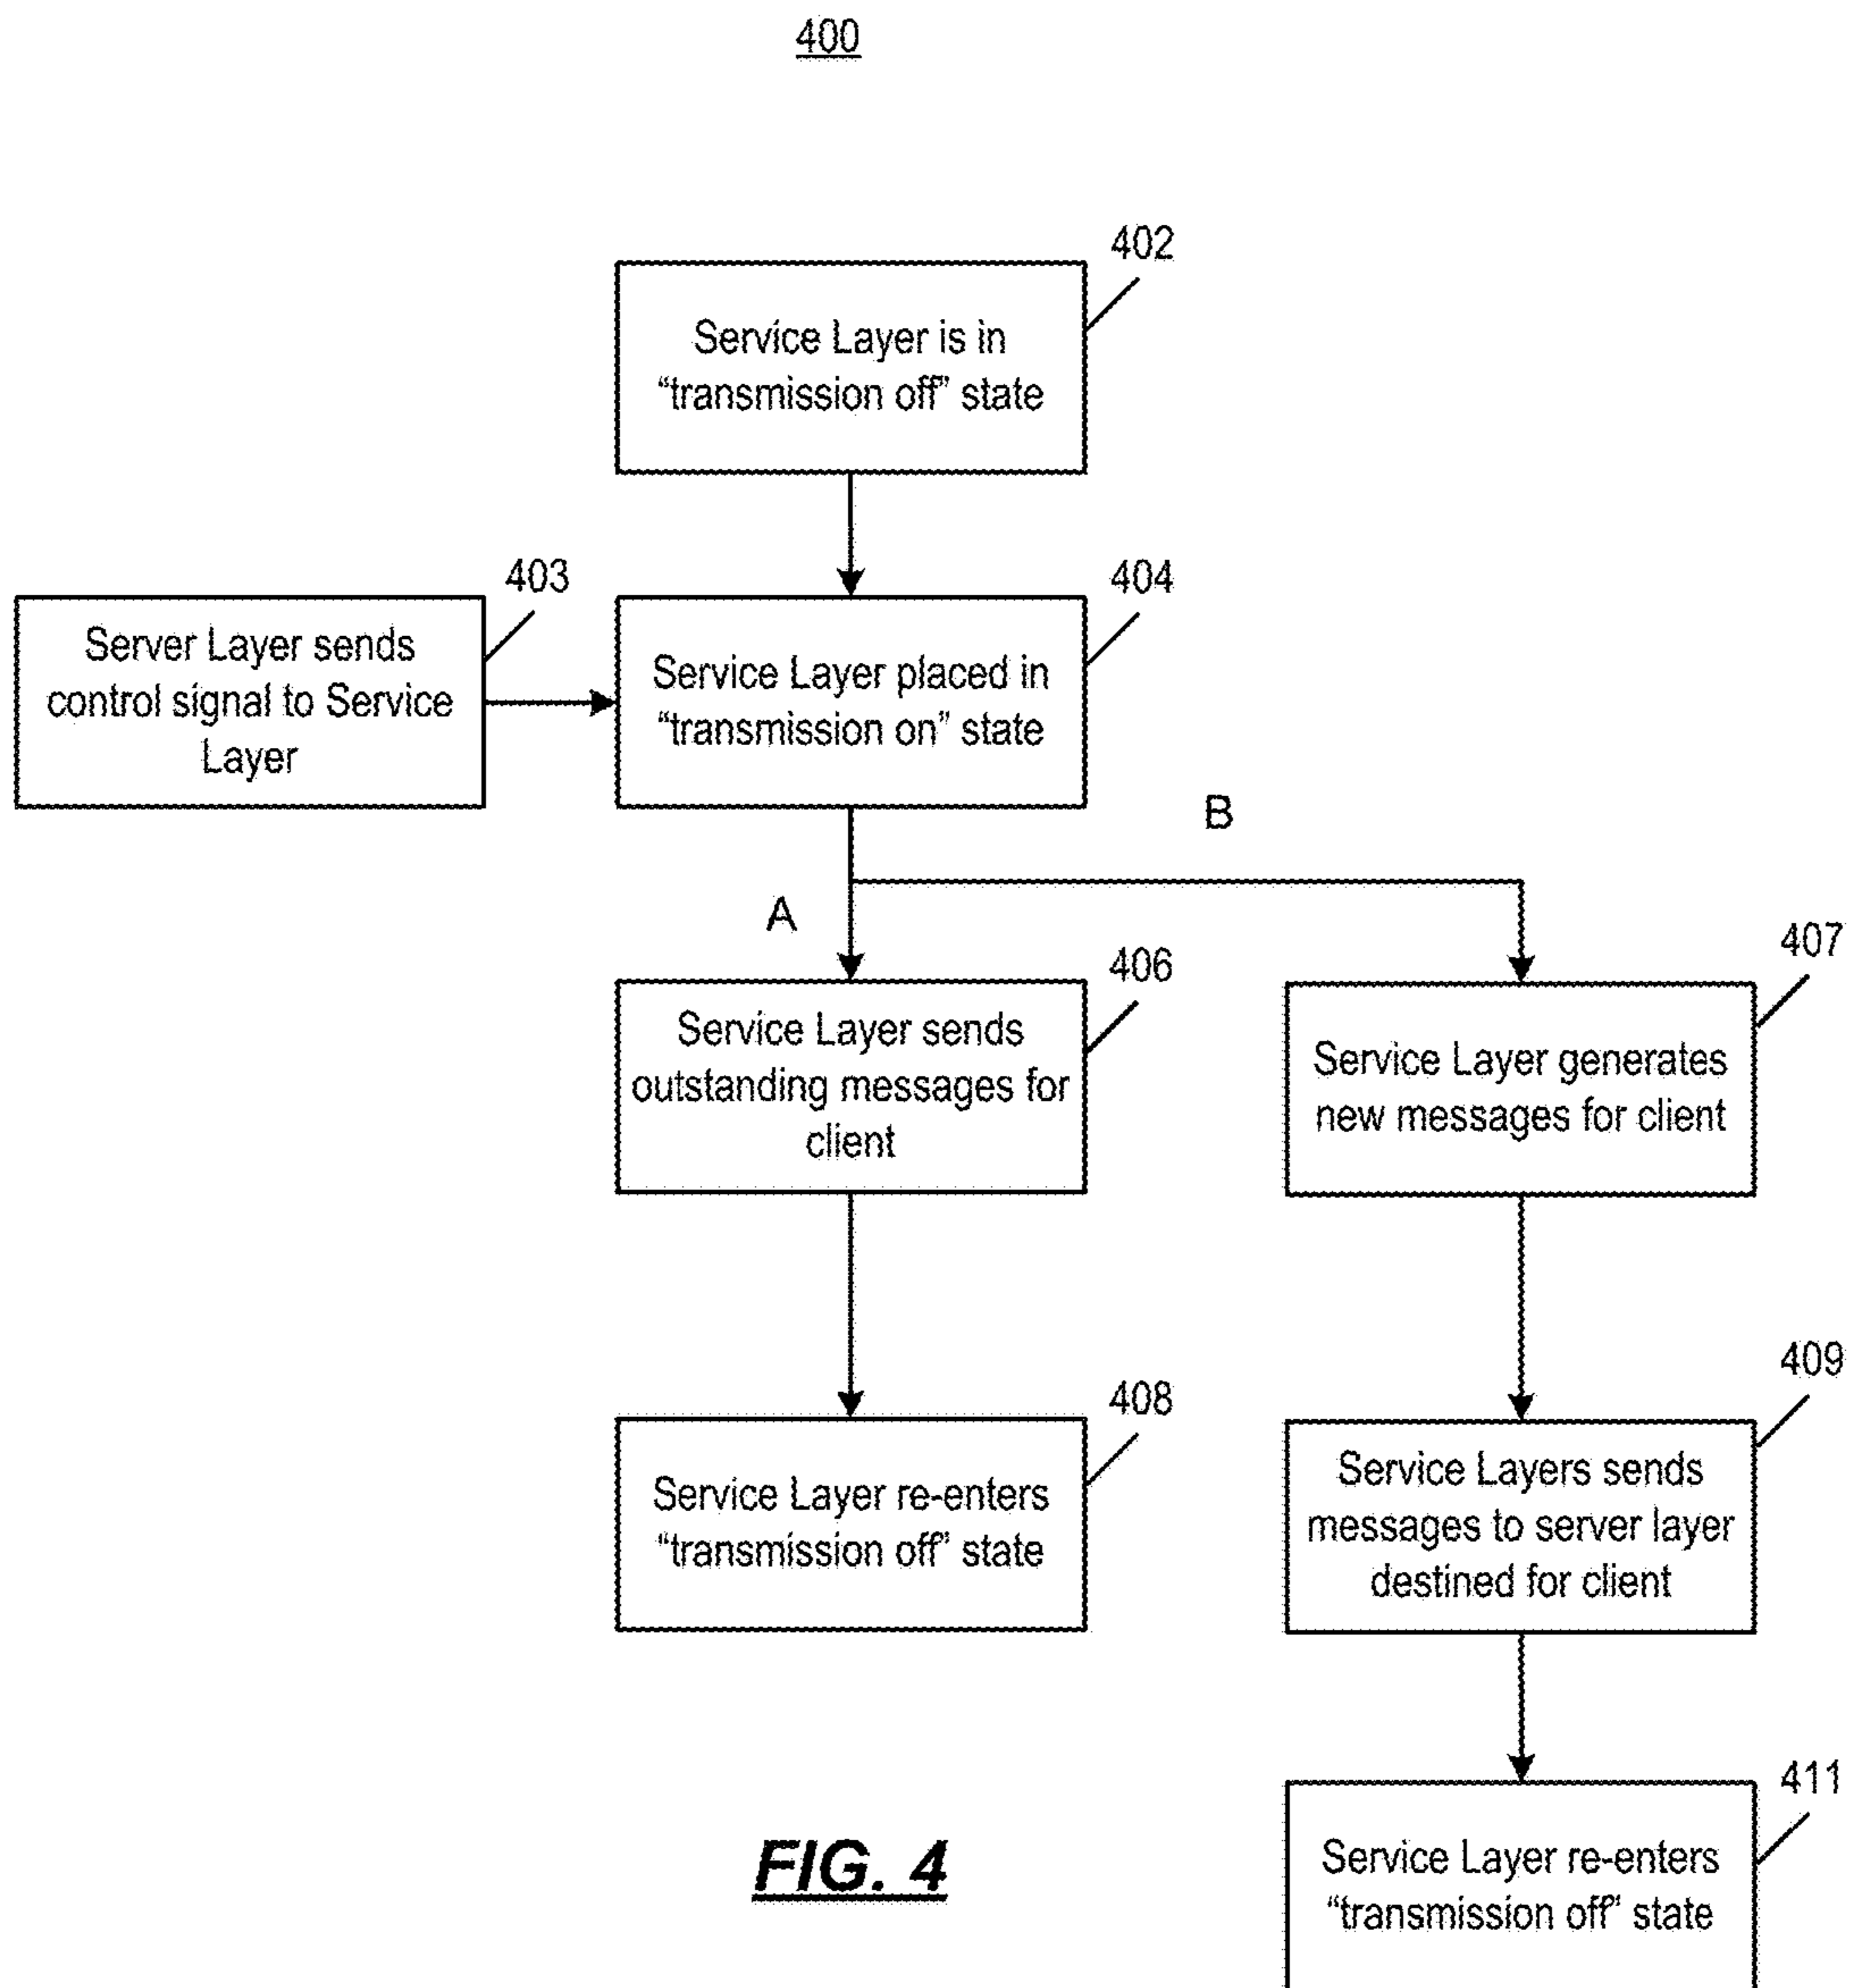 400
402
Service Layer is in
“transmission off” state
403
404
Server Layer sends
control signal to Service
Layer
Service Layer placed in
“transmission on” state
B
A
406
407
Service Layer sends
outstanding messages for
client
Service Layer generates
new messages for client
408
409
Service Layer re-enters
“transmission off” state
Service Layers sends
messages to server layer
destined for client
411
Service Layer re-enters
“transmission off” state
FIG. 4